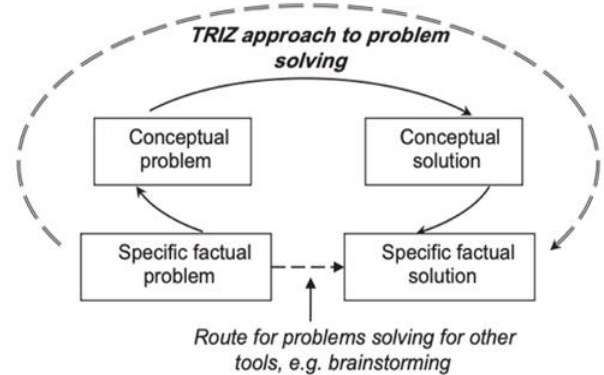 TRIZ approach to problem
solving
Conceptual
problem
Conceptual
solution
Specific factual
problem
Specific factual
solution
Route for problems solving for other
tools, e.g. brainstorming